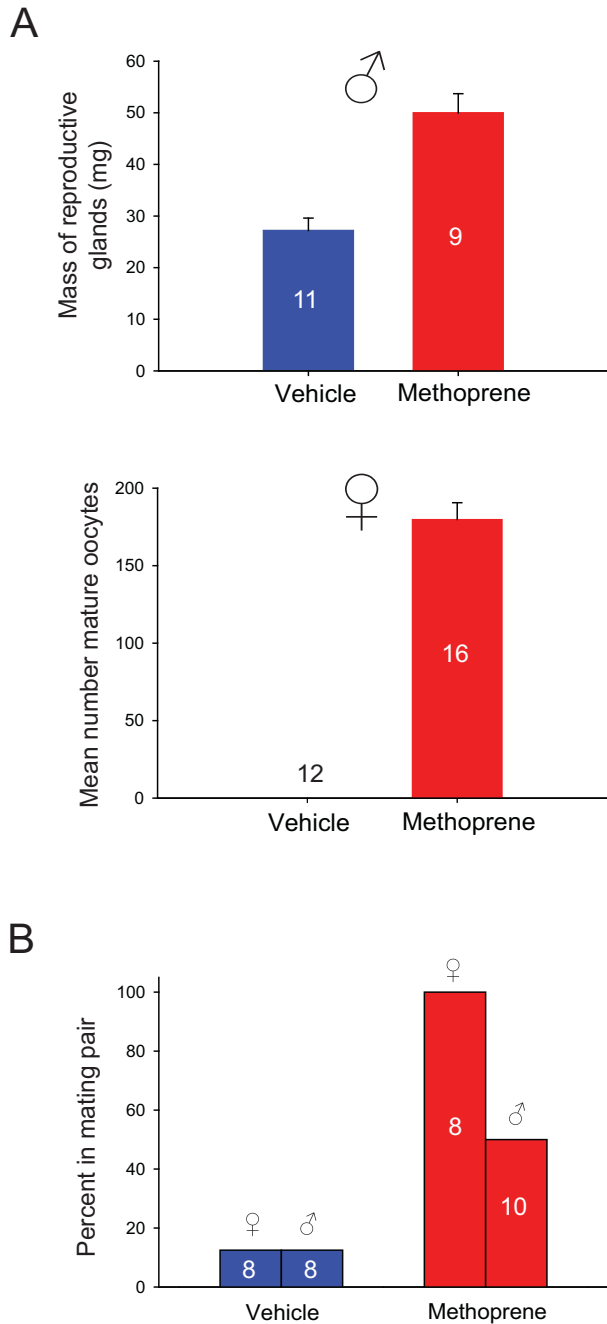 A
Mass of reproductive
glands (mg)
60
50
40
30
20
10
0
11
9
Vehicle Methoprene
Mean number mature oocytes
200
150
100
50
0
12
16
Vehicle Methoprene
B
Percent in mating pair
100
80
60
40
20
0
♀ ♂ ♀ ♂
8 8 8 10
Vehicle Methoprene